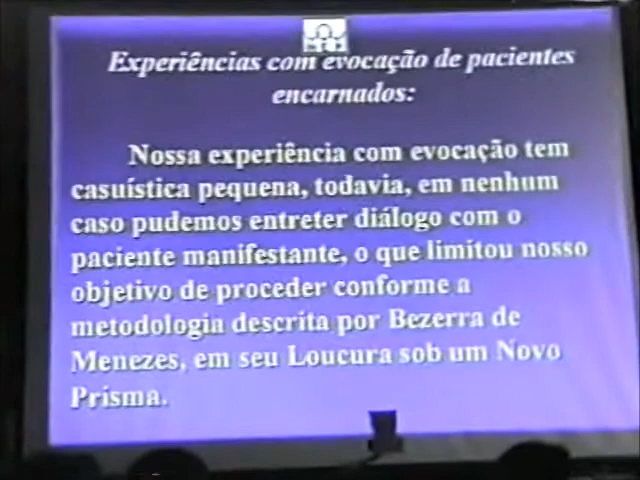 Experiências com evocação de pacientes
encarnados:
Nossa experiência com evocação tem
casuística pequena, todavia, em nenhum
caso pudemos entreter diálogo com o
paciente manifestante, o que limitou nosso
objetivo de proceder conforme a
metodologia descrita por Bezerra de
Menezes, em seu Loucura sob um Novo
Prisma.